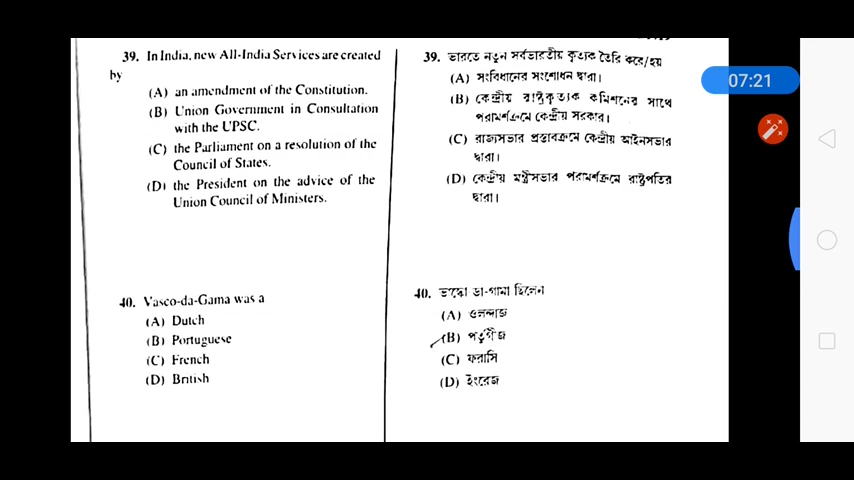 39. In India, new All-India Services are created
by
(A) an amendment of the Constitution.
(B) Union Government in Consultation
with the UPSC.
(C) the Parliament on a resolution of the
Council of States.
(D) the President on the advice of the
Union Council of Ministers.
40. Vasco-da-Gama was a
(A) Dutch
(B) Portuguese
(C) French
(D) British
39. ভারতে নতুন সর্বভারতীয় কৃত্যক তৈরি করে/হয়
(A) সংবিধানের সংশোধন দ্বারা।
(B) কেন্দ্রীয় রাষ্ট্রকৃত্যক কমিশনের সাথে
পরামর্শক্রমে কেন্দ্রীয় সরকার।
(C) রাজ্যসভার প্রস্তাবক্রমে কেন্দ্রীয় আইনসভার
দ্বারা।
(D) কেন্দ্রীয় মন্ত্রীসভার পরামর্শক্রমে রাষ্ট্রপতির
দ্বারা।
40. ভাস্কো ডা-গামা ছিলেন
(A) ওলন্দাজ
(B) পর্তুগীজ
(C) ফরাসি
(D) ইংরেজ
07:21